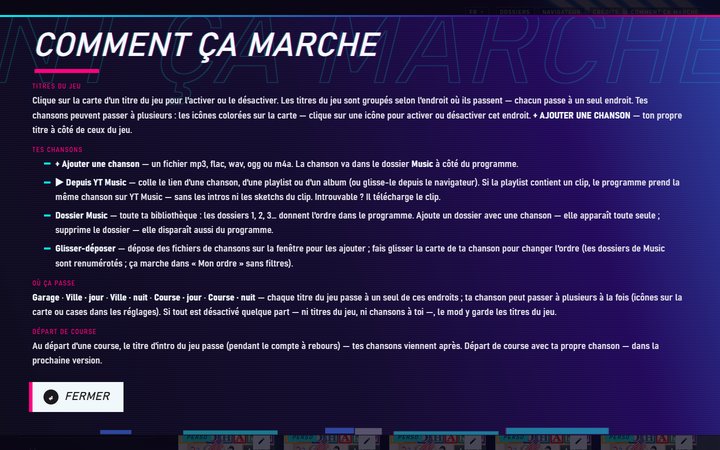 FR
DOSSIERS
NAVIGATEUR
CRÉDITS
COMMENT ÇA MARCHE
COMMENT ÇA MARCHE
TITRES DU JEU
Clique sur la carte d'un titre du jeu pour l'activer ou le désactiver. Les titres du jeu sont groupés selon l'endroit où ils passent — chacun passe à un seul endroit. Tes
chansons peuvent passer à plusieurs : les icônes colorées sur la carte — clique sur une icône pour activer ou désactiver cet endroit. + AJOUTER UNE CHANSON — ton propre
titre à côté de ceux du jeu.
TES CHANSONS
+ Ajouter une chanson — un fichier mp3, flac, wav, ogg ou m4a. La chanson va dans le dossier Music à côté du programme.
▶ Depuis YT Music — colle le lien d'une chanson, d'une playlist ou d'un album (ou glisse-le depuis le navigateur). Si la playlist contient un clip, le programme prend la
même chanson sur YT Music — sans les intros ni les sketchs du clip. Introuvable ? Il télécharge le clip.
Dossier Music — toute ta bibliothèque : les dossiers 1, 2, 3... donnent l'ordre dans le programme. Ajoute un dossier avec une chanson — elle apparaît toute seule ;
supprime le dossier — elle disparaît aussi du programme.
Glisser-déposer — dépose des fichiers de chansons sur la fenêtre pour les ajouter ; fais glisser la carte de ta chanson pour changer l'ordre (les dossiers de Music
sont renumérotés ; ça marche dans « Mon ordre » sans filtres).
OÙ ÇA PASSE
Garage · Ville · jour · Ville · nuit · Course · jour · Course · nuit — chaque titre du jeu passe à un seul de ces endroits ; ta chanson peut passer à plusieurs à la fois (icônes sur la
carte ou cases dans les réglages). Si tout est désactivé quelque part — ni titres du jeu, ni chansons à toi —, le mod y garde les titres du jeu.
DÉPART DE COURSE
Au départ d'une course, le titre d'intro du jeu passe (pendant le compte à rebours) — tes chansons viennent après. Départ de course avec ta propre chanson — dans la
prochaine version.
FERMER